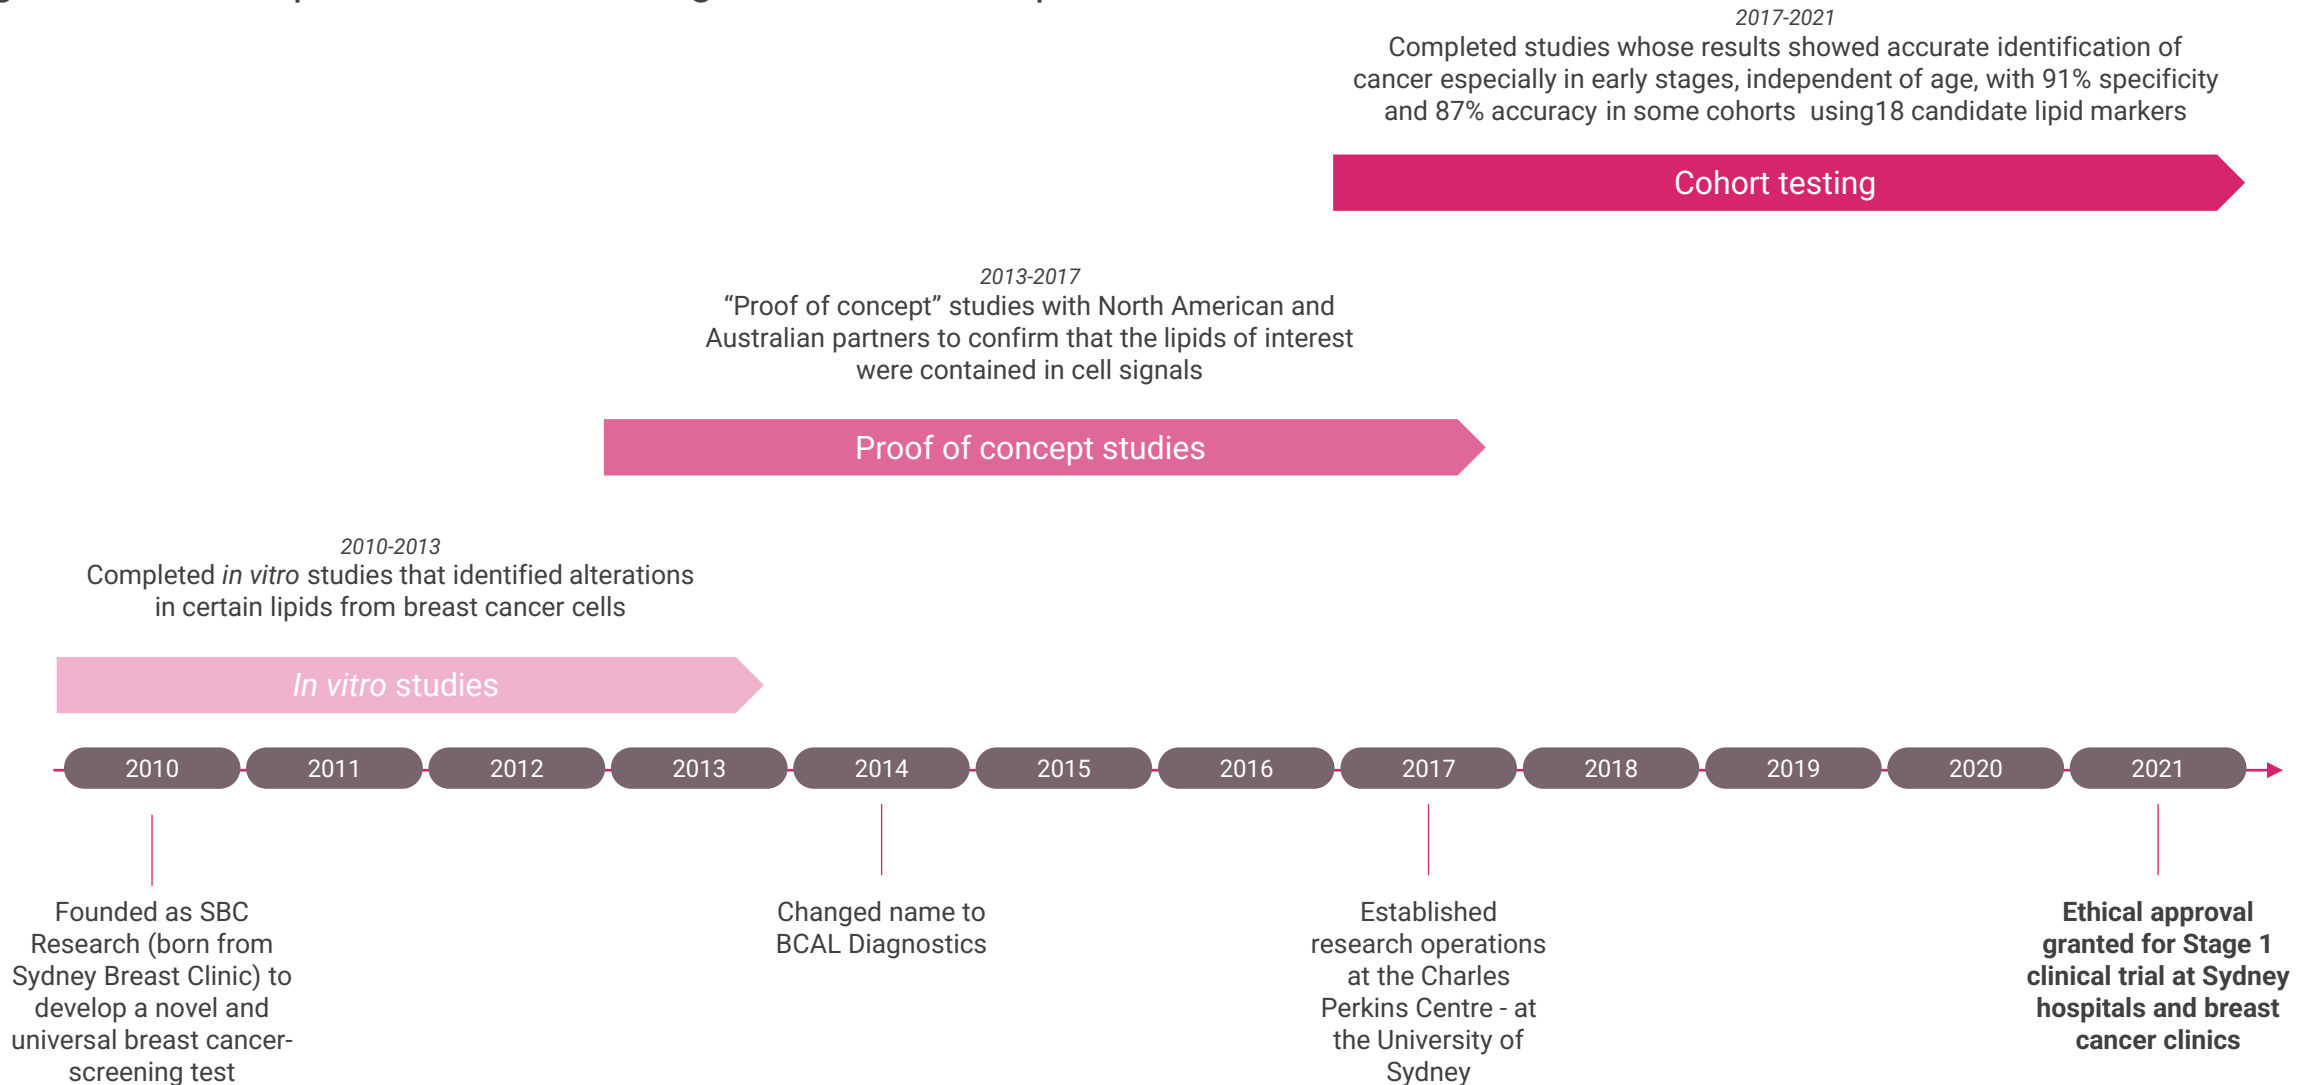 2017-2021
Completed studies whose results showed accurate identification of
cancer especially in early stages, independent of age, with 91% specificity
and 87% accuracy in some cohorts  using18 candidate lipid markers
Cohort testing
2013-2017
“Proof of concept” studies with North American and
Australian partners to confirm that the lipids of interest
were contained in cell signals
Proof of concept studies
2010-2013
Completed in vitro studies that identified alterations
in certain lipids from breast cancer cells
In vitro studies
2010
2011
2012
2013
2014
2015
2016
2017
2018
2019
2020
2021
Founded as SBC
Research (born from
Sydney Breast Clinic) to
develop a novel and
universal breast cancer-
screening test
Changed name to
BCAL Diagnostics
Established
research operations
at the Charles
Perkins Centre - at
the University of
Sydney
Ethical approval
granted for Stage 1
clinical trial at Sydney
hospitals and breast
cancer clinics